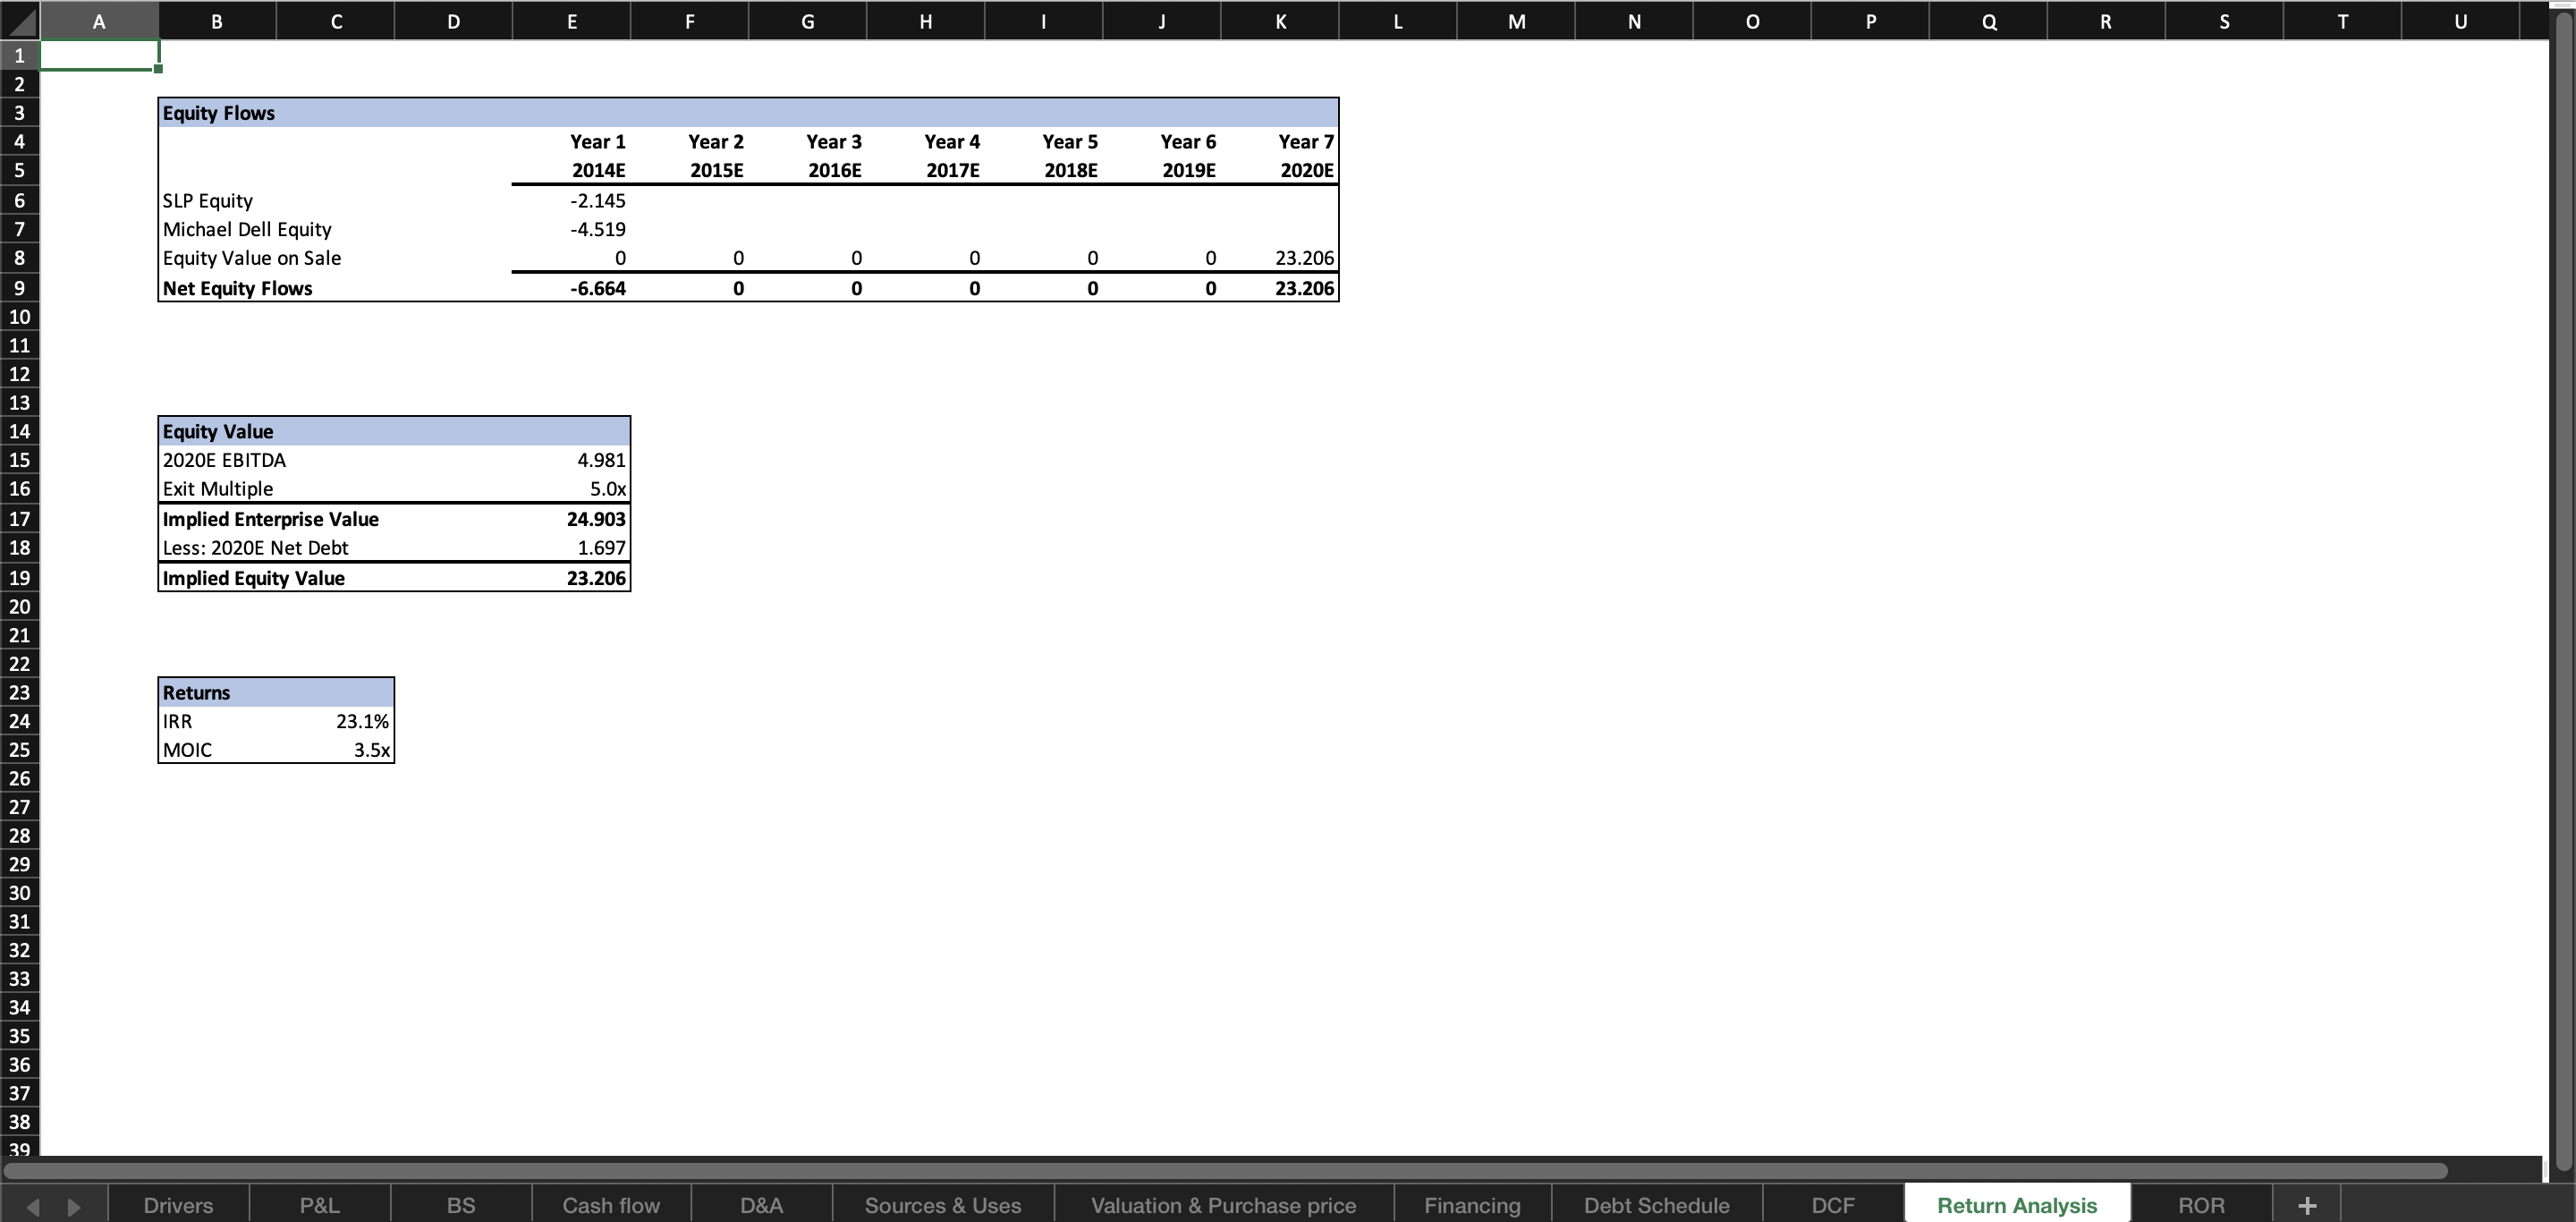 A B C D E F G H I J K L M N O P Q R S T U
1
2
3 Equity Flows
4 Year 1 Year 2 Year 3 Year 4 Year 5 Year 6 Year 7
5 2014E 2015E 2016E 2017E 2018E 2019E 2020E
6 SLP Equity -2.145
7 Michael Dell Equity -4.519
8 Equity Value on Sale 0 0 0 0 0 0 23.206
9 Net Equity Flows -6.664 0 0 0 0 0 23.206
10
11
12
13
14 Equity Value
15 2020E EBITDA 4.981
16 Exit Multiple 5.0x
17 Implied Enterprise Value 24.903
18 Less: 2020E Net Debt 1.697
19 Implied Equity Value 23.206
20
21
22
23 Returns
24 IRR 23.1%
25 MOIC 3.5x
26
27
28
29
30
31
32
33
34
35
36
37
38
39
Drivers P&L BS Cash flow D&A Sources & Uses Valuation & Purchase price Financing Debt Schedule DCF Return Analysis ROR +